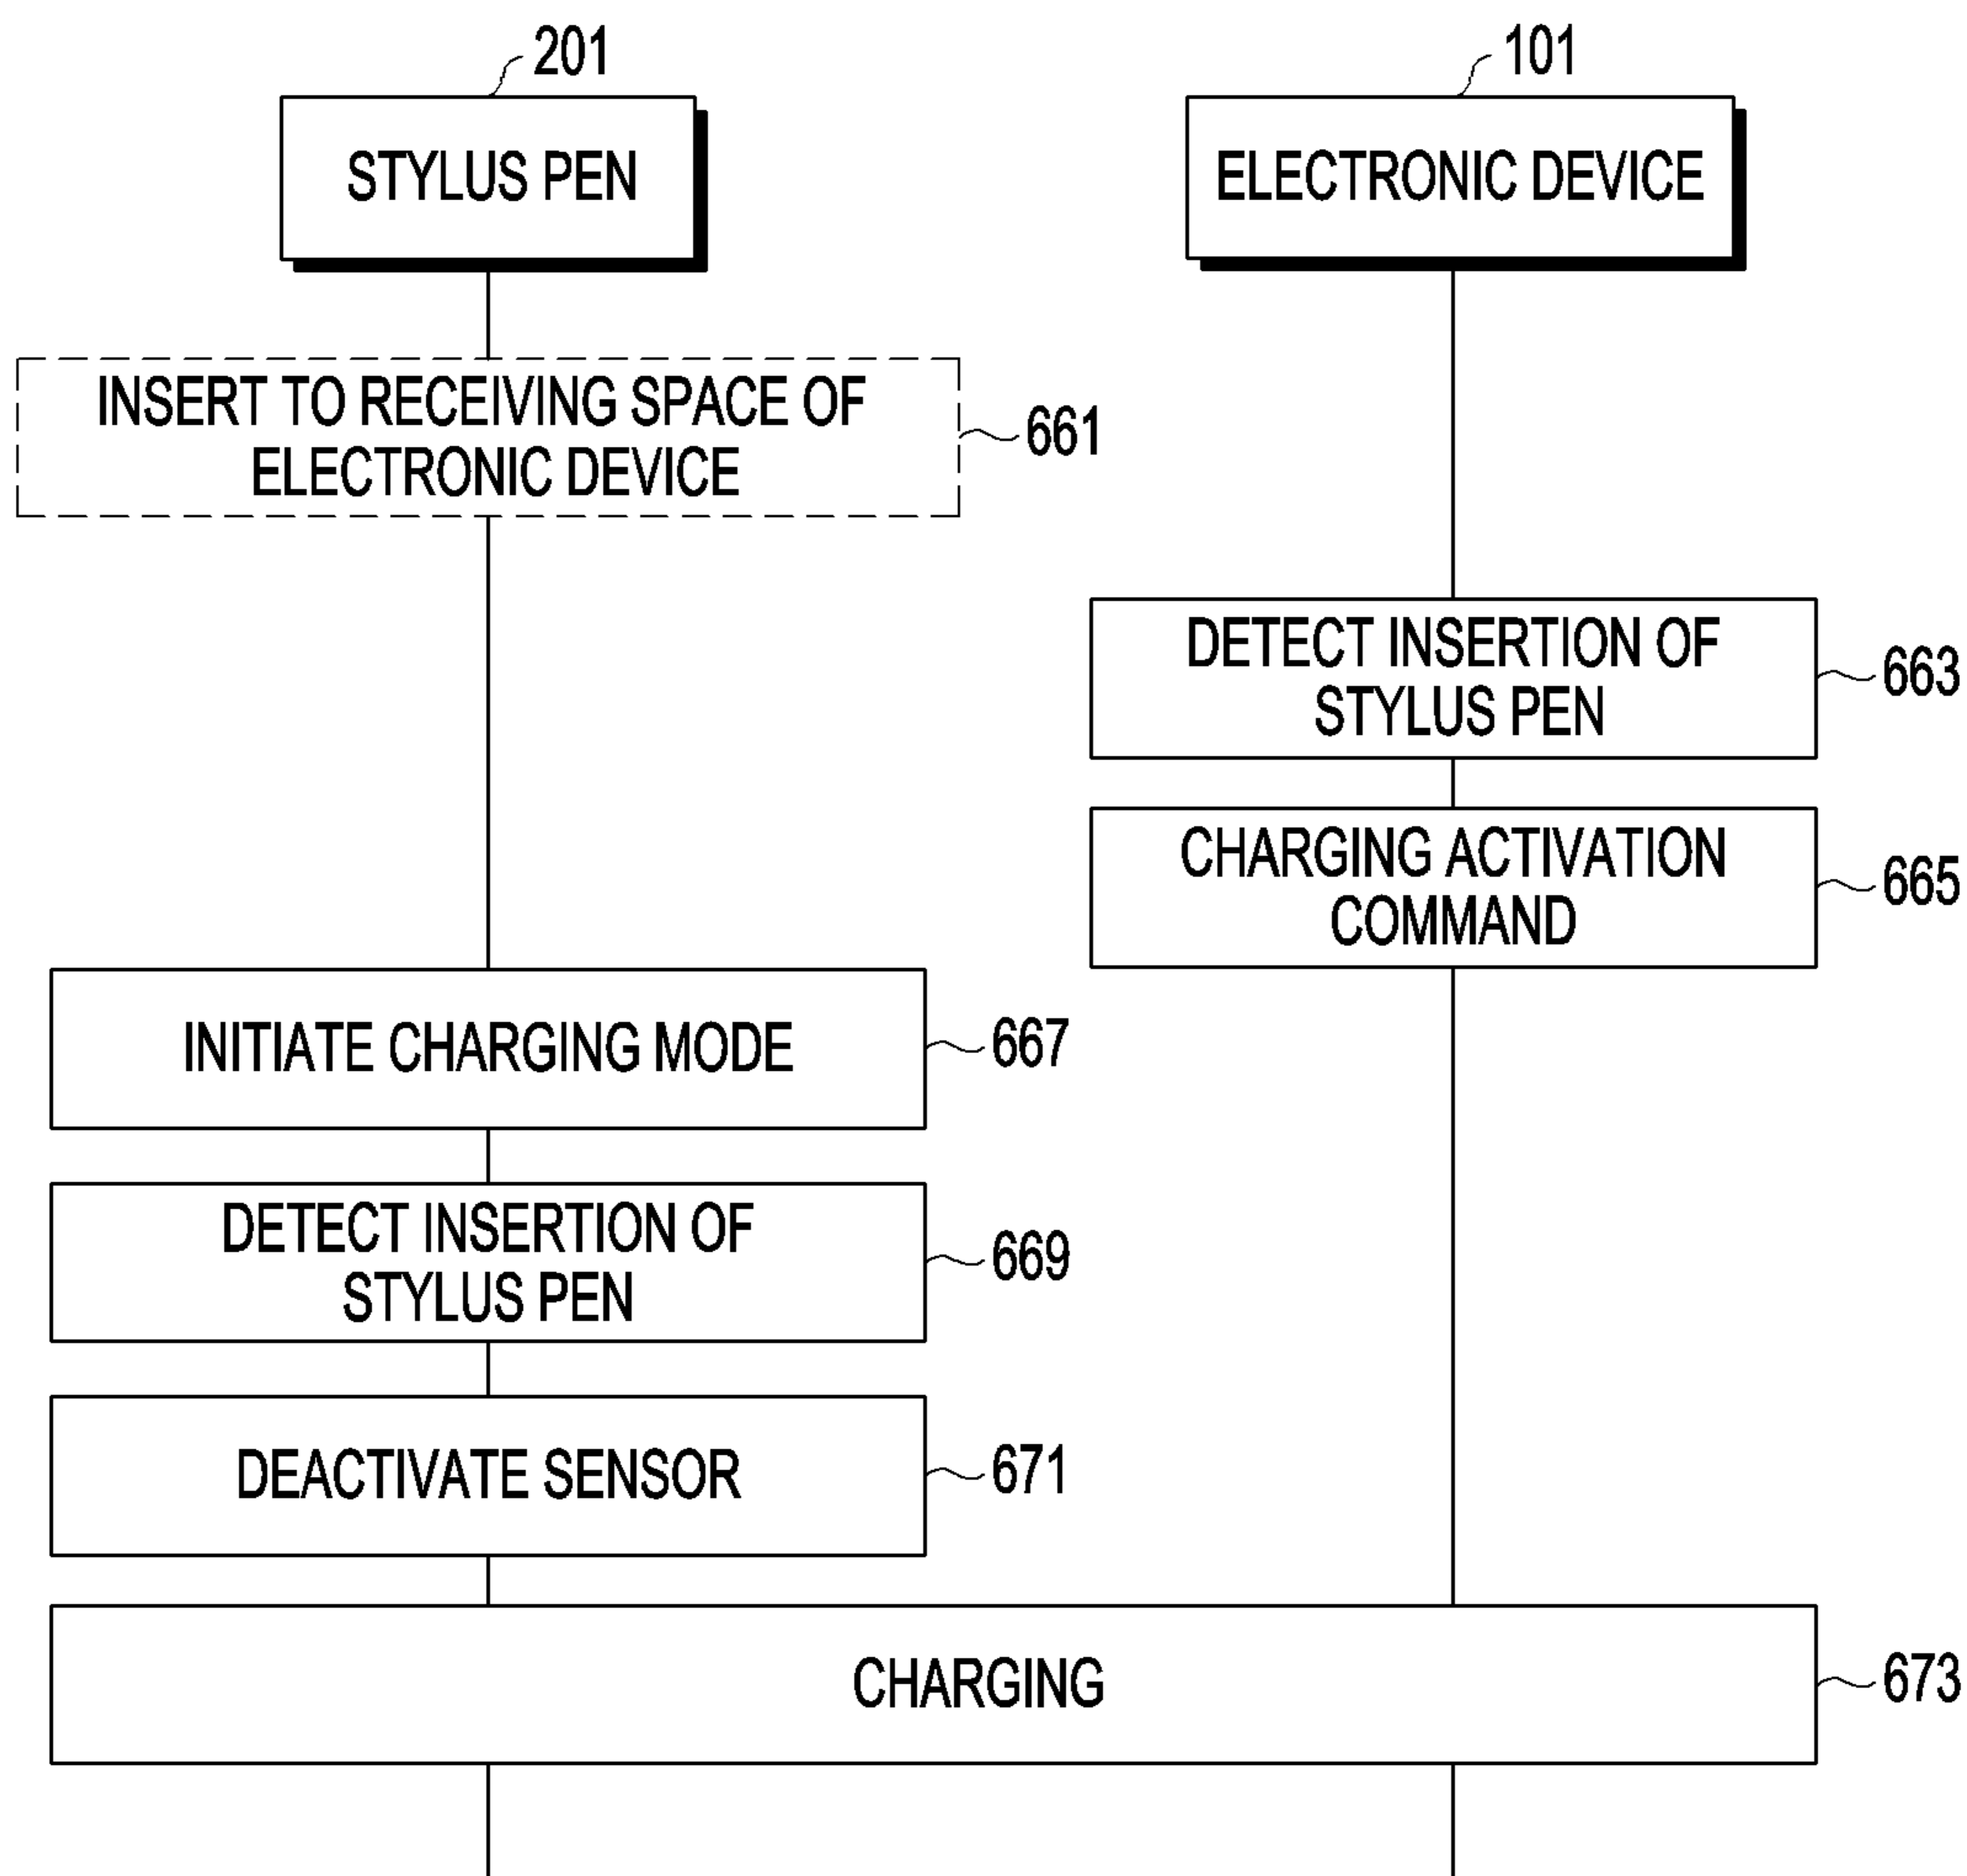 201
101
STYLUS PEN
ELECTRONIC DEVICE
INSERT TO RECEIVING SPACE OF
ELECTRONIC DEVICE
661
DETECT INSERTION OF
STYLUS PEN
663
CHARGING ACTIVATION
COMMAND
665
INITIATE CHARGING MODE
667
DETECT INSERTION OF
STYLUS PEN
669
DEACTIVATE SENSOR
671
CHARGING
673